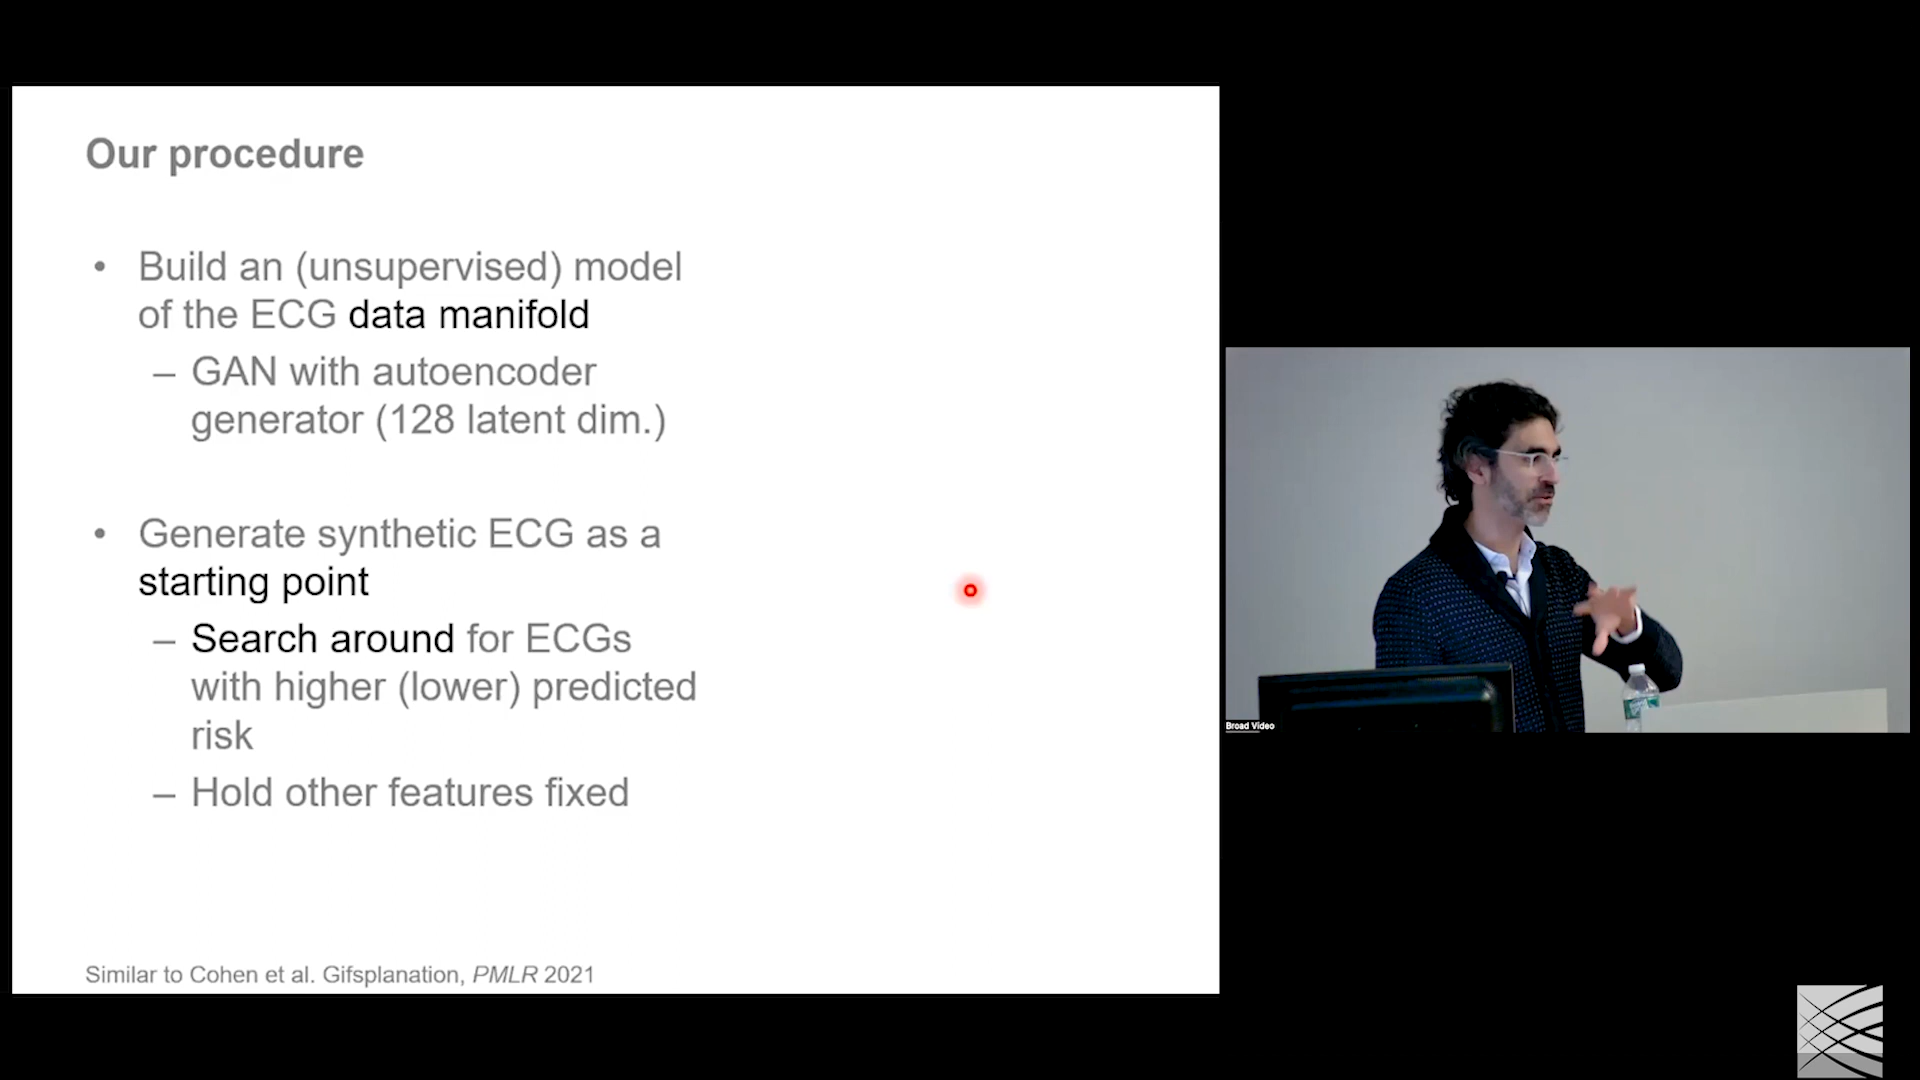 Our procedure
• Build an (unsupervised) model
of the ECG data manifold
– GAN with autoencoder
generator (128 latent dim.)
• Generate synthetic ECG as a
starting point
– Search around for ECGs
with higher (lower) predicted
risk
– Hold other features fixed
Similar to Cohen et al. Gifsplanation, PMLR 2021
Broad Video